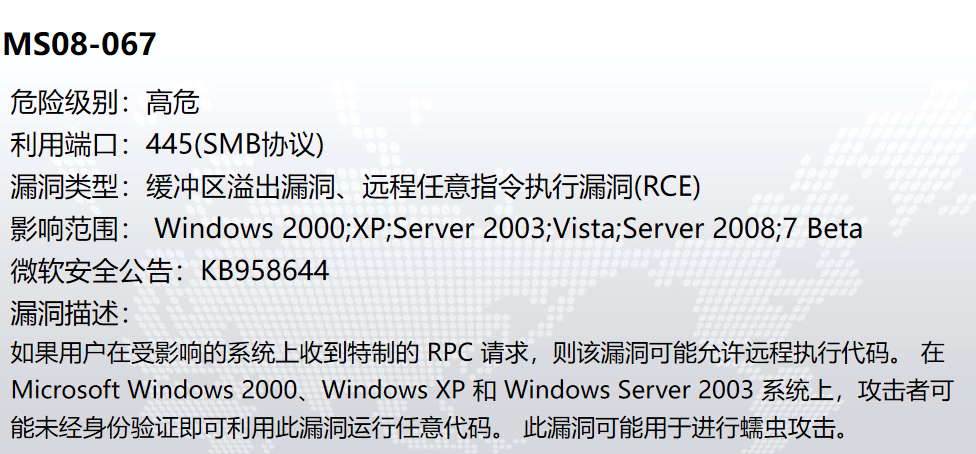 MS08-067
危险级别：高危
利用端口：445(SMB协议)
漏洞类型：缓冲区溢出漏洞、远程任意指令执行漏洞(RCE)
影响范围： Windows 2000;XP;Server 2003;Vista;Server 2008;7 Beta
微软安全公告：KB958644
漏洞描述：
如果用户在受影响的系统上收到特制的 RPC 请求，则该漏洞可能允许远程执行代码。 在
Microsoft Windows 2000、Windows XP 和 Windows Server 2003 系统上，攻击者可
能未经身份验证即可利用此漏洞运行任意代码。 此漏洞可能用于进行蠕虫攻击。